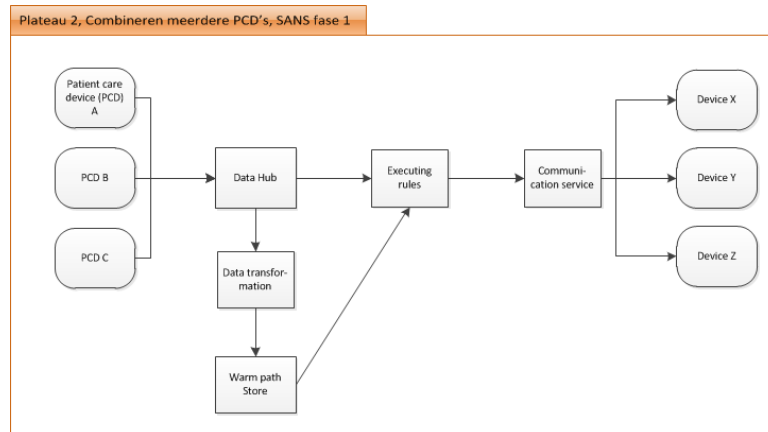 Plateau 2, Combineren meerdere PCD's, SANS fase 1
Patient care
device (PCD)
A
PCD B
PCD C
Data Hub
Data transfor-
mation
Warm path
Store
Executing
rules
Communi-
cation service
Device X
Device Y
Device Z